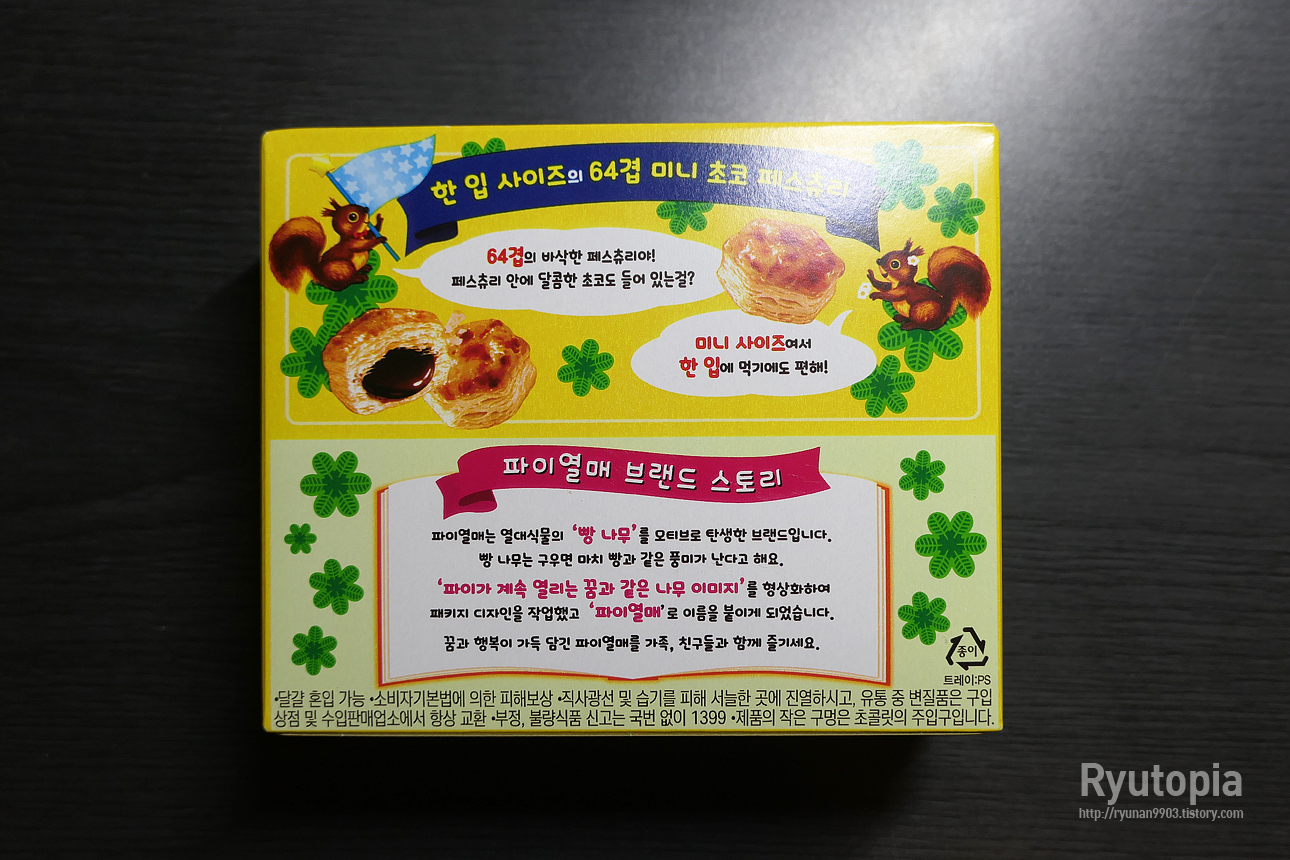 한 입 사이즈의 64겹 미니 초코 페스츄리
64겹의 바삭한 페스츄리야!
페스츄리 안에 달콤한 초코도 들어 있는걸?
미니 사이즈여서
한 입에 먹기에도 편해!
파이열매 브랜드 스토리
파이열매는 열대식물의 '빵 나무'를 모티브로 탄생한 브랜드입니다.
빵 나무는 구우면 마치 빵과 같은 풍미가 난다고 해요.
'파이가 계속 열리는 꿈과 같은 나무 이미지'를 형상화하여
패키지 디자인을 작업했고 '파이열매'로 이름을 붙이게 되었습니다.
꿈과 행복이 가득 담긴 파이열매를 가족, 친구들과 함께 즐기세요.
종이
트레이:PS
•달걀 혼입 가능 •소비자기본법에 의한 피해보상 •직사광선 및 습기를 피해 서늘한 곳에 진열하시고, 유통 중 변질품은 구입
상점 및 수입판매업소에서 항상 교환 •부정, 불량식품 신고는 국번 없이 1399 •제품의 작은 구멍은 초콜릿의 주입구입니다.
Ryutopia
http://ryunan9903.tistory.com